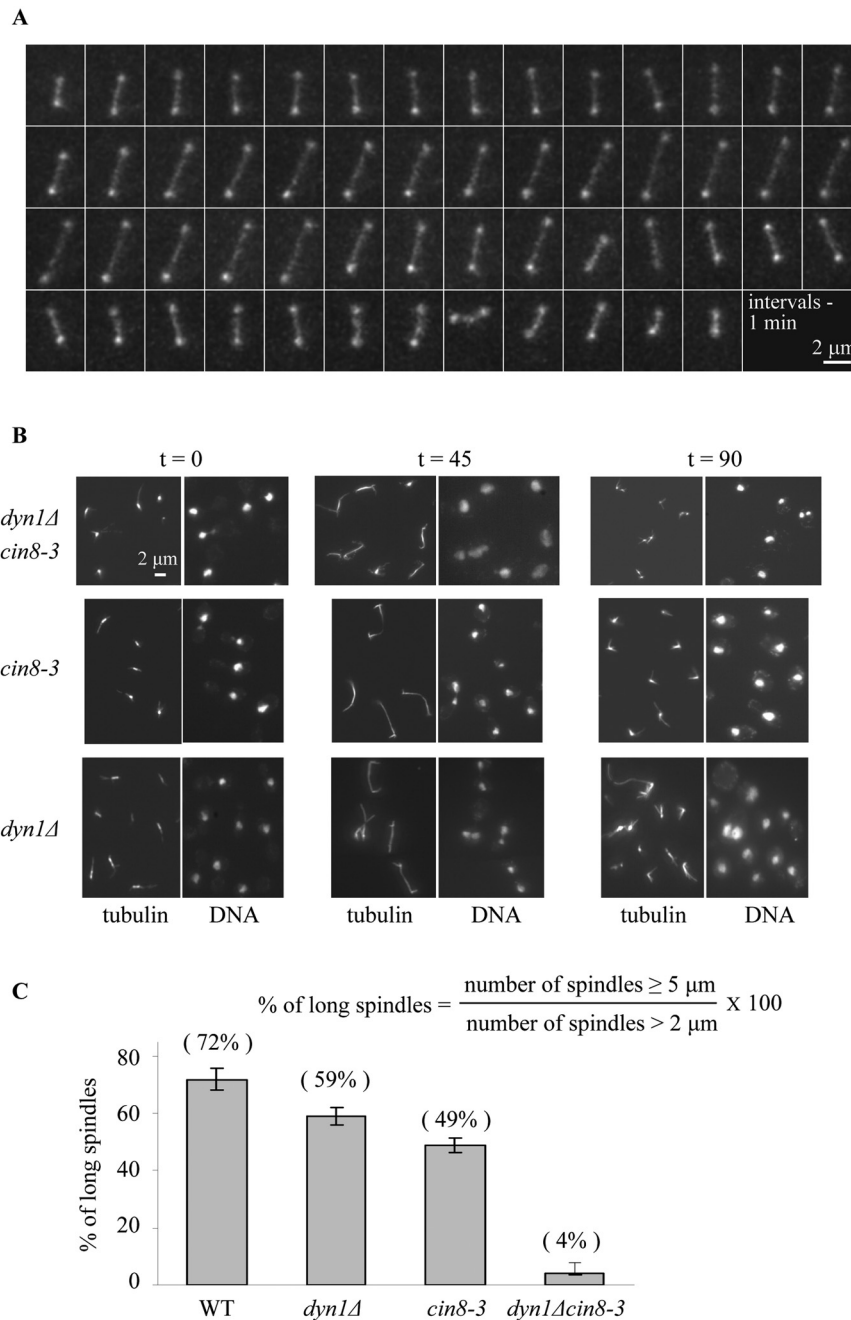 A
intervals -
1 min
2 μm
B
t = 0
t = 45
t = 90
dyn1Δ
cin8-3
2 μm
cin8-3
dyn1Δ
tubulin
DNA
tubulin
DNA
tubulin
DNA
C
% of long spindles = number of spindles ≥ 5 μm
number of spindles > 2 μm
X 100
( 72% )
( 59% )
( 49% )
( 4% )
% of long spindles
80
60
40
20
0
WT
dyn1Δ
cin8-3
dyn1Δcin8-3